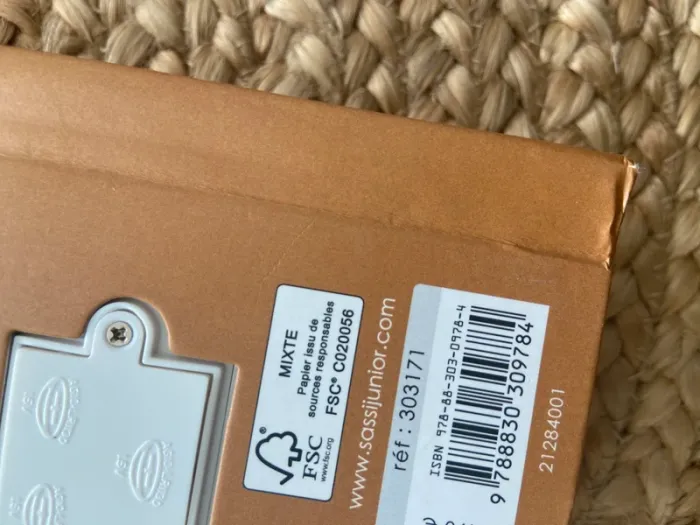 MIXTE
Papier issu de
sources responsables
FSC® C020056
FSC
www.fsc.org
www.sassijunior.com
réf : 303171
ISBN 978-88-303-0978-4
9 788830 309784
21284001